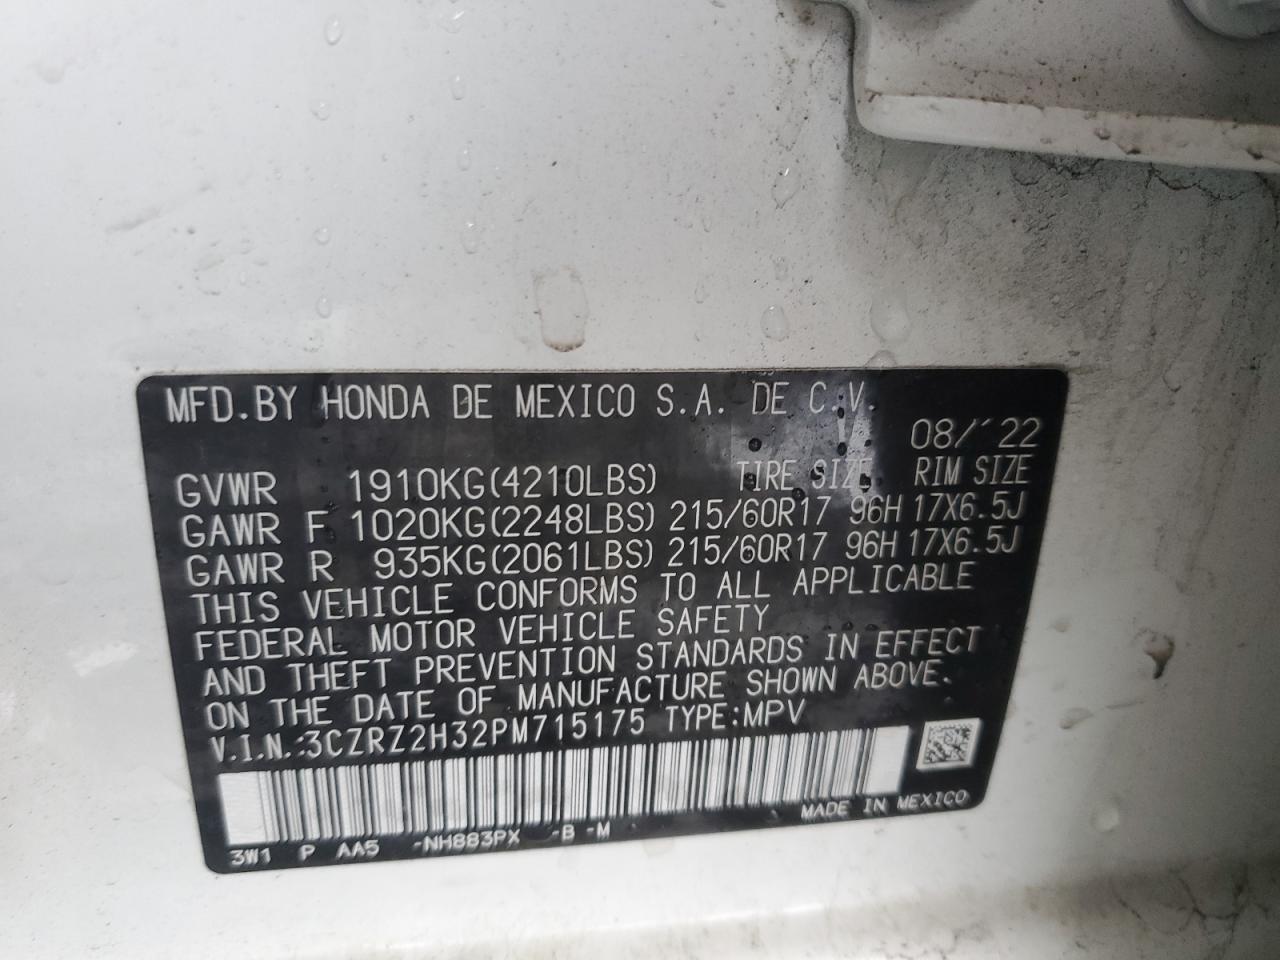 MFD.BY HONDA DE MEXICO S.A. DE C.V.
08/´22
GVWR 1910KG(4210LBS) TIRE SIZE RIM SIZE
GAWR F 1020KG(2248LBS) 215/60R17 96H 17X6.5J
GAWR R 935KG(2061LBS) 215/60R17 96H 17X6.5J
THIS VEHICLE CONFORMS TO ALL APPLICABLE
FEDERAL MOTOR VEHICLE SAFETY
AND THEFT PREVENTION STANDARDS IN EFFECT
ON THE DATE OF MANUFACTURE SHOWN ABOVE.
V.I.N.:3CZRZ2H32PM715175 TYPE:MPV
MADE IN MEXICO
3W1 P AA5 -NH883PX -B -M